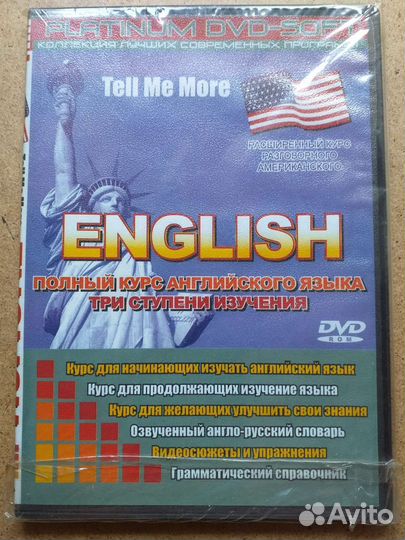 PLATINUM DVD-SOFT
КОЛЛЕКЦИЯ ЛУЧШИХ СОВРЕМЕННЫХ ПРОГРАММ
Tell Me More
РАСШИРЕННЫЙ КУРС
РАЗГОВОРНОГО
АМЕРИКАНСКОГО
ENGLISH
ПОЛНЫЙ КУРС АНГЛИЙСКОГО ЯЗЫКА
ТРИ СТУПЕНИ ИЗУЧЕНИЯ
DVD
ROM
Курс для начинающих изучать английский язык
Курс для продолжающих изучение языка
Курс для желающих улучшить свои знания
Озвученный англо-русский словарь
Видеосюжеты и упражнения
Грамматический справочник
Avito